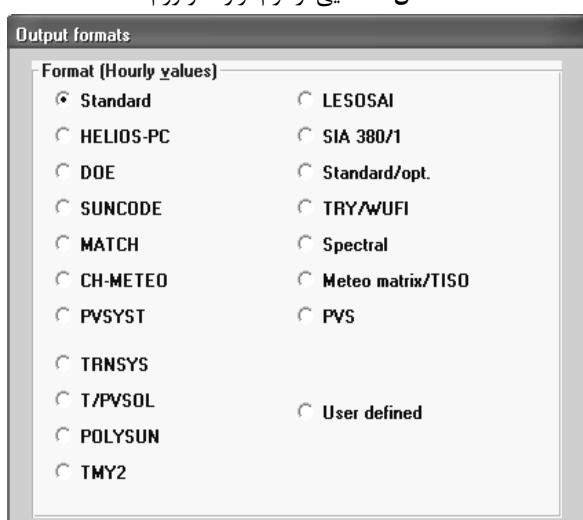 Output formats
Format (Hourly values)
Standard
HELIOS-PC
DOE
SUNCODE
MATCH
CH-METEO
PVSYST
TRNSYS
T/PVSOL
POLYSUN
TMY2
LESOSAI
SIA 380/1
Standard/opt.
TRY/WUFI
Spectral
Meteo matrix/TISO
PVS
User defined